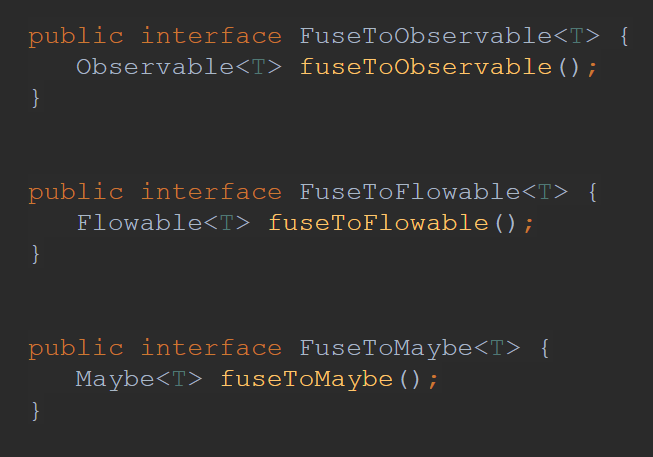 public interface FuseToObservable<T> {
Observable<T> fuseToObservable();
}
public interface FuseToFlowable<T> {
Flowable<T> fuseToFlowable();
}
public interface FuseToMaybe<T> {
Maybe<T> fuseToMaybe();
}